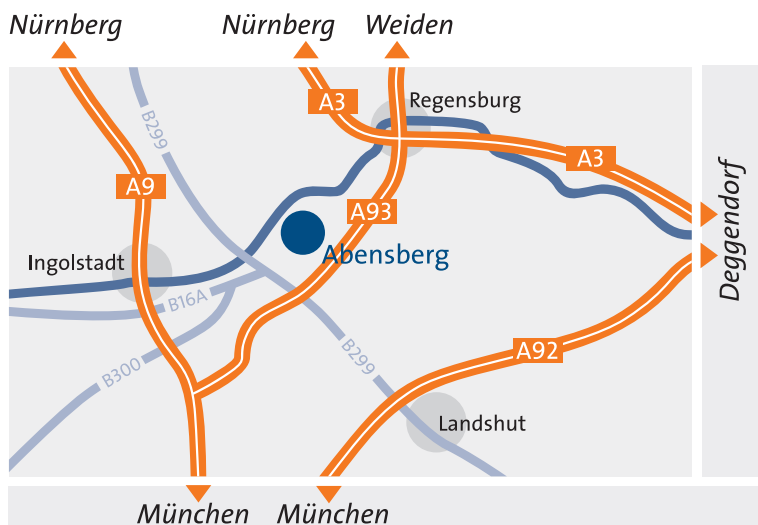 Nürnberg
Nürnberg
Weiden
Regensburg
A3
B299
A3
A9
A93
Deggendorf
Abensberg
Ingolstadt
B16A
A92
B299
B300
Landshut
München
München